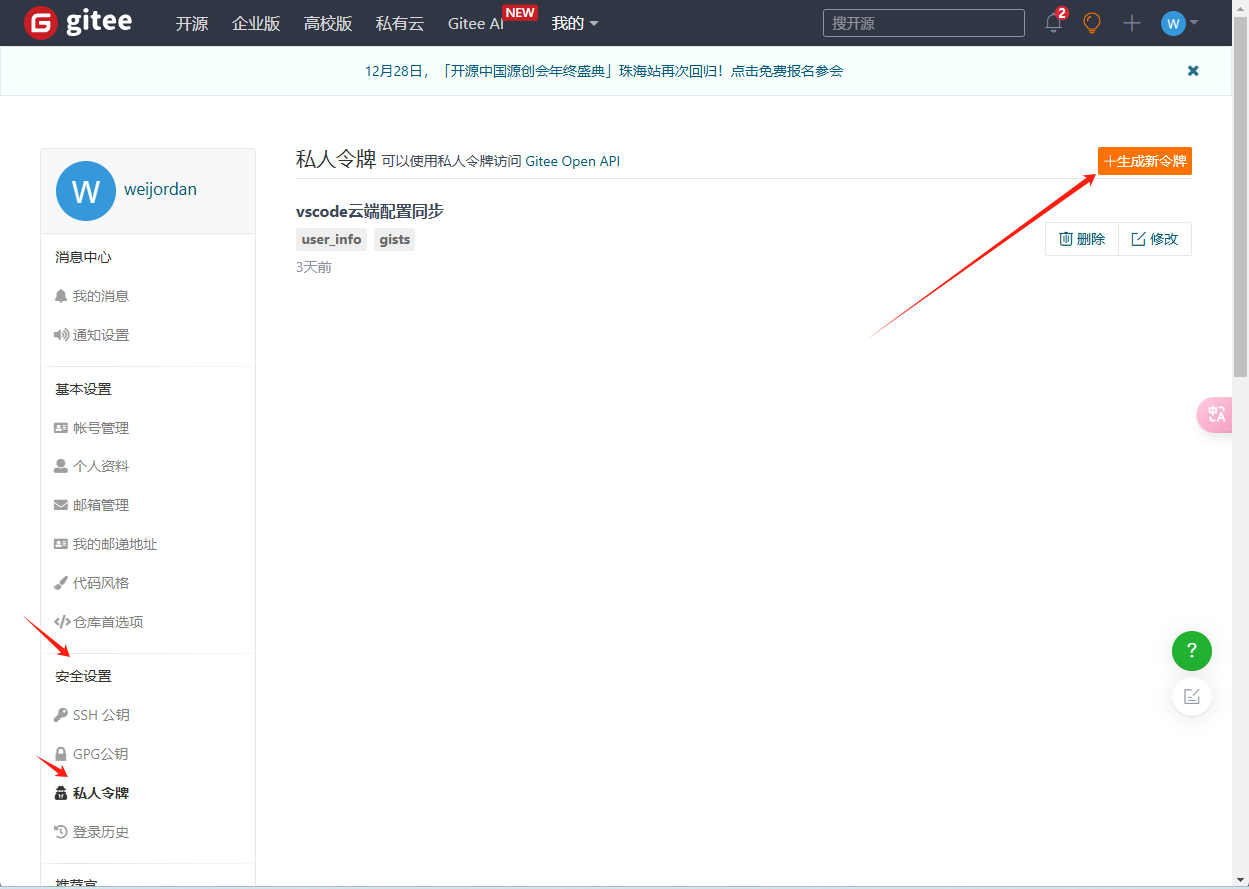 gitee 开源 企业版 高校版 私有云 Gitee AI NEW 我的 搜开源 2 W
12月28日，「开源中国源创会年终盛典」珠海站再次回归！点击免费报名参会
W weijordan
消息中心
我的消息
通知设置
基本设置
帐号管理
个人资料
邮箱管理
我的邮递地址
代码风格
仓库首选项
安全设置
SSH 公钥
GPG公钥
私人令牌
登录历史
私人令牌 可以使用私人令牌访问 Gitee Open API
生成新令牌
vscode云端配置同步
user_info gists
3天前
删除 修改
中A
?